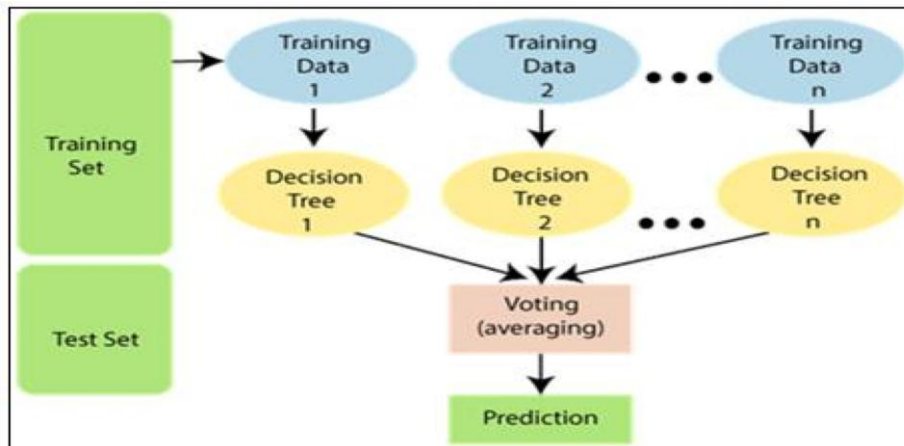 Training
Set
Test Set
Training
Data
1
Training
Data
2
Training
Data
n
Decision
Tree
1
Decision
Tree
2
Decision
Tree
n
Voting
(averaging)
Prediction